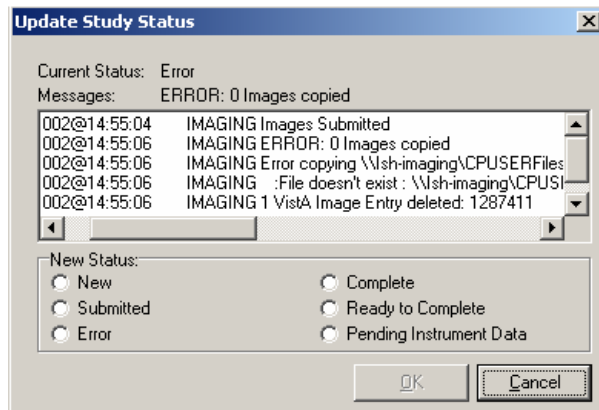 Update Study Status
Current Status: Error
Messages: ERROR: 0 Images copied
002@14:55:04 IMAGING Images Submitted
002@14:55:06 IMAGING ERROR: 0 Images copied
002@14:55:06 IMAGING Error copying \\lsh-imaging\CPUSERFiles
002@14:55:06 IMAGING :File doesn't exist : \\lsh-imaging\CPUSI
002@14:55:06 IMAGING 1 VistA Image Entry deleted: 1287411
New Status:
New Complete
Submitted Ready to Complete
Error Pending Instrument Data
OK Cancel